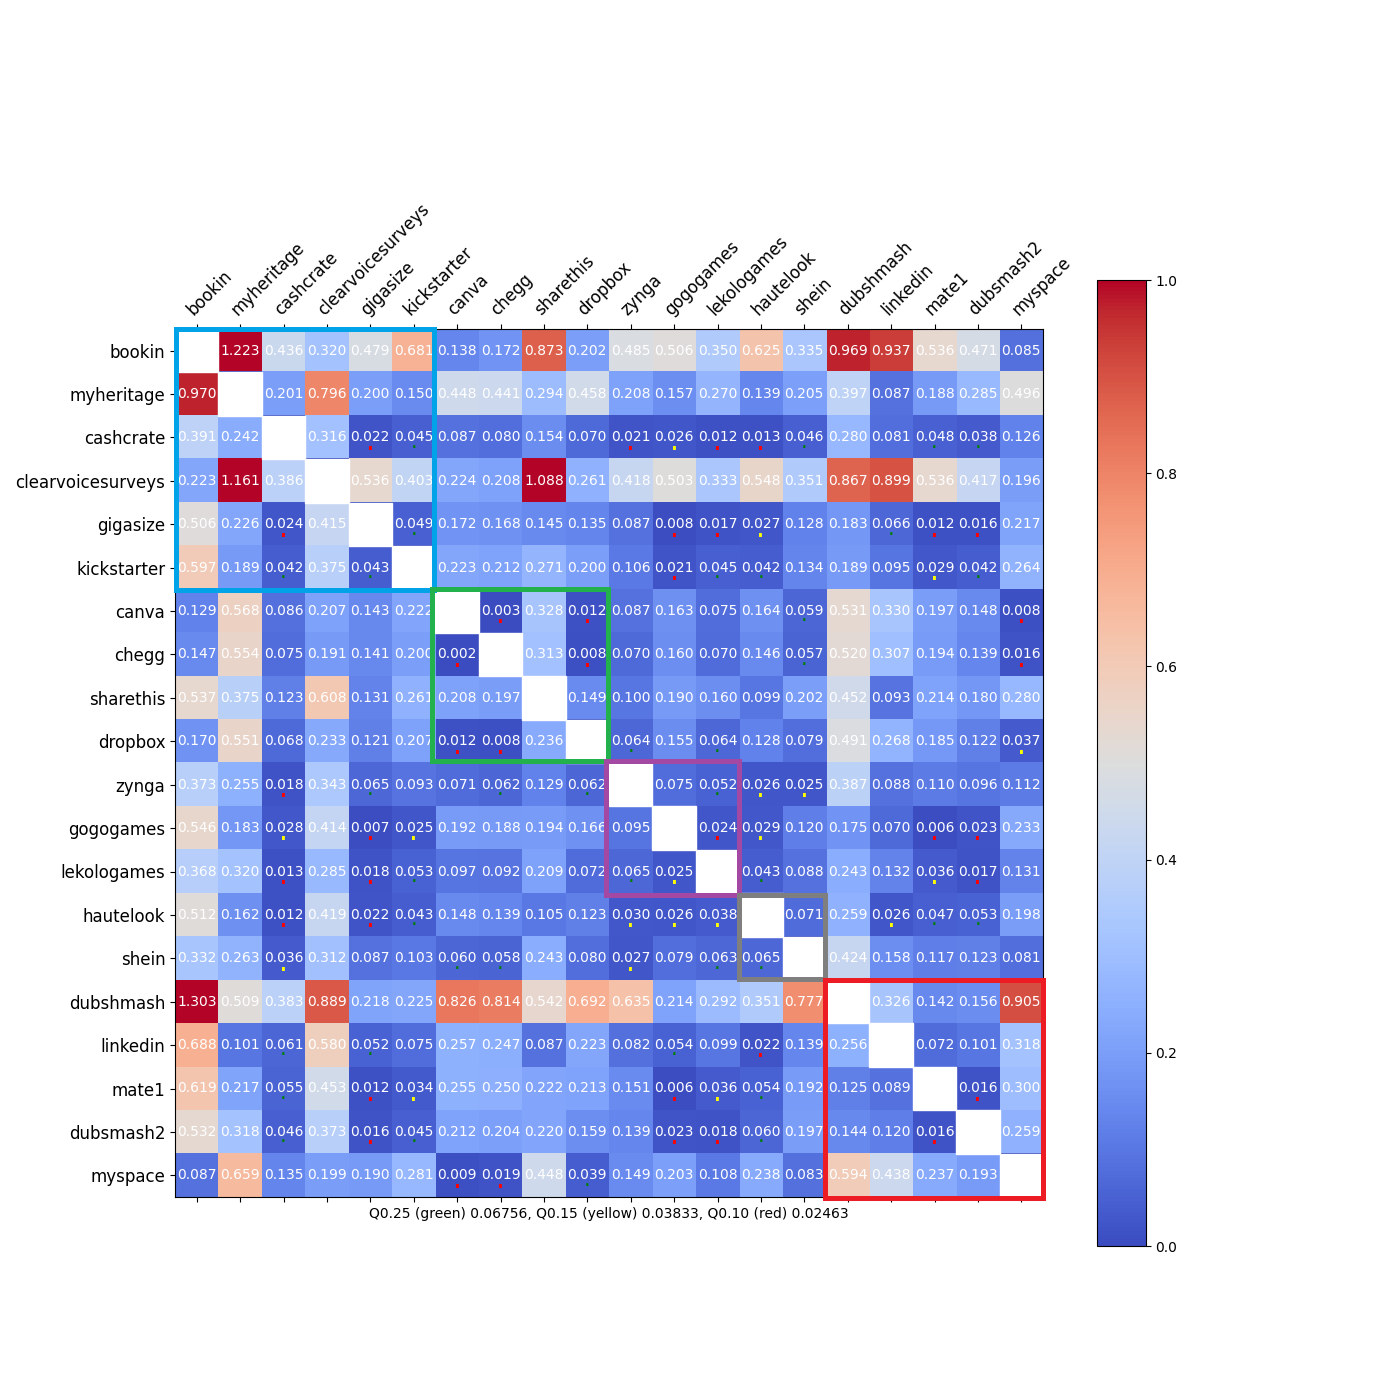 bookin myheritage cashcrate clearvoicesurveys gigasize kickstarter canva chegg sharethis dropbox zynga gogogames lekologames hautelook shein dubshmash linkedin mate1 dubsmash2 myspace
bookin 1.223 0.436 0.320 0.479 0.681 0.138 0.172 0.873 0.202 0.485 0.506 0.350 0.625 0.335 0.969 0.937 0.536 0.471 0.085
myheritage 0.970 0.201 0.796 0.200 0.150 0.448 0.441 0.294 0.458 0.208 0.157 0.270 0.139 0.205 0.397 0.087 0.188 0.285 0.496
cashcrate 0.391 0.242 0.316 0.022 0.045 0.087 0.080 0.154 0.070 0.021 0.026 0.012 0.013 0.046 0.280 0.081 0.048 0.038 0.126
clearvoicesurveys 0.223 1.161 0.386 0.536 0.403 0.224 0.208 1.088 0.261 0.418 0.503 0.333 0.548 0.351 0.867 0.899 0.536 0.417 0.196
gigasize 0.506 0.226 0.024 0.415 0.049 0.172 0.168 0.145 0.135 0.087 0.008 0.017 0.027 0.128 0.183 0.066 0.012 0.016 0.217
kickstarter 0.597 0.189 0.042 0.375 0.043 0.223 0.212 0.271 0.200 0.106 0.021 0.045 0.042 0.134 0.189 0.095 0.029 0.042 0.264
canva 0.129 0.568 0.086 0.207 0.143 0.222 0.003 0.328 0.012 0.087 0.163 0.075 0.164 0.059 0.531 0.330 0.197 0.148 0.008
chegg 0.147 0.554 0.075 0.191 0.141 0.200 0.002 0.313 0.008 0.070 0.160 0.070 0.146 0.057 0.520 0.307 0.194 0.139 0.016
sharethis 0.537 0.375 0.123 0.608 0.131 0.261 0.208 0.197 0.149 0.100 0.190 0.160 0.099 0.202 0.452 0.093 0.214 0.180 0.280
dropbox 0.170 0.551 0.068 0.233 0.121 0.207 0.012 0.008 0.236 0.064 0.155 0.064 0.128 0.079 0.491 0.268 0.185 0.122 0.037
zynga 0.373 0.255 0.018 0.343 0.065 0.093 0.071 0.062 0.129 0.062 0.075 0.052 0.026 0.025 0.387 0.088 0.110 0.096 0.112
gogogames 0.546 0.183 0.028 0.414 0.007 0.025 0.192 0.188 0.194 0.166 0.095 0.024 0.029 0.120 0.175 0.070 0.006 0.023 0.233
lekologames 0.368 0.320 0.013 0.285 0.018 0.053 0.097 0.092 0.209 0.072 0.065 0.025 0.043 0.088 0.243 0.132 0.036 0.017 0.131
hautelook 0.512 0.162 0.012 0.419 0.022 0.043 0.148 0.139 0.105 0.123 0.030 0.026 0.038 0.071 0.259 0.026 0.047 0.053 0.198
shein 0.332 0.263 0.036 0.312 0.087 0.103 0.060 0.058 0.243 0.080 0.027 0.079 0.063 0.065 0.424 0.158 0.117 0.123 0.081
dubshmash 1.303 0.509 0.383 0.889 0.218 0.225 0.826 0.814 0.542 0.692 0.635 0.214 0.292 0.351 0.777 0.326 0.142 0.156 0.905
linkedin 0.688 0.101 0.061 0.580 0.052 0.075 0.257 0.247 0.087 0.223 0.082 0.054 0.099 0.022 0.139 0.256 0.072 0.101 0.318
mate1 0.619 0.217 0.055 0.453 0.012 0.034 0.255 0.250 0.222 0.213 0.151 0.006 0.036 0.054 0.192 0.125 0.089 0.016 0.300
dubsmash2 0.532 0.318 0.046 0.373 0.016 0.045 0.212 0.204 0.220 0.159 0.139 0.023 0.018 0.060 0.197 0.144 0.120 0.016 0.259
myspace 0.087 0.659 0.135 0.199 0.190 0.281 0.009 0.019 0.448 0.039 0.149 0.203 0.108 0.238 0.083 0.594 0.438 0.237 0.193
Q0.25 (green) 0.06756, Q0.15 (yellow) 0.03833, Q0.10 (red) 0.02463
1.0
0.8
0.6
0.4
0.2
0.0